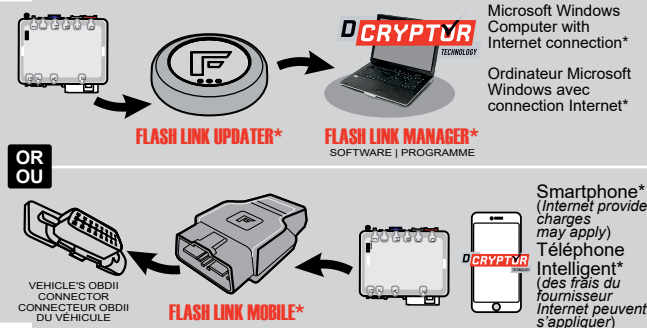 Microsoft Windows
Computer with
Internet connection*
Ordinateur Microsoft
Windows avec
connection Internet*
DCRYPTOR
TECHNOLOGY
FLASH LINK UPDATER*
FLASH LINK MANAGER*
SOFTWARE | PROGRAMME
OR
OU
VEHICLE'S OBDII
CONNECTOR
CONNECTEUR OBDII
DU VÉHICULE
FLASH LINK MOBILE*
DCRYPTOR
TECHNOLOGY
Smartphone*
(Internet provide
charges
may apply)
Téléphone
Intelligent*
(des frais du
fournisseur
Internet peuvent
s'appliquer)